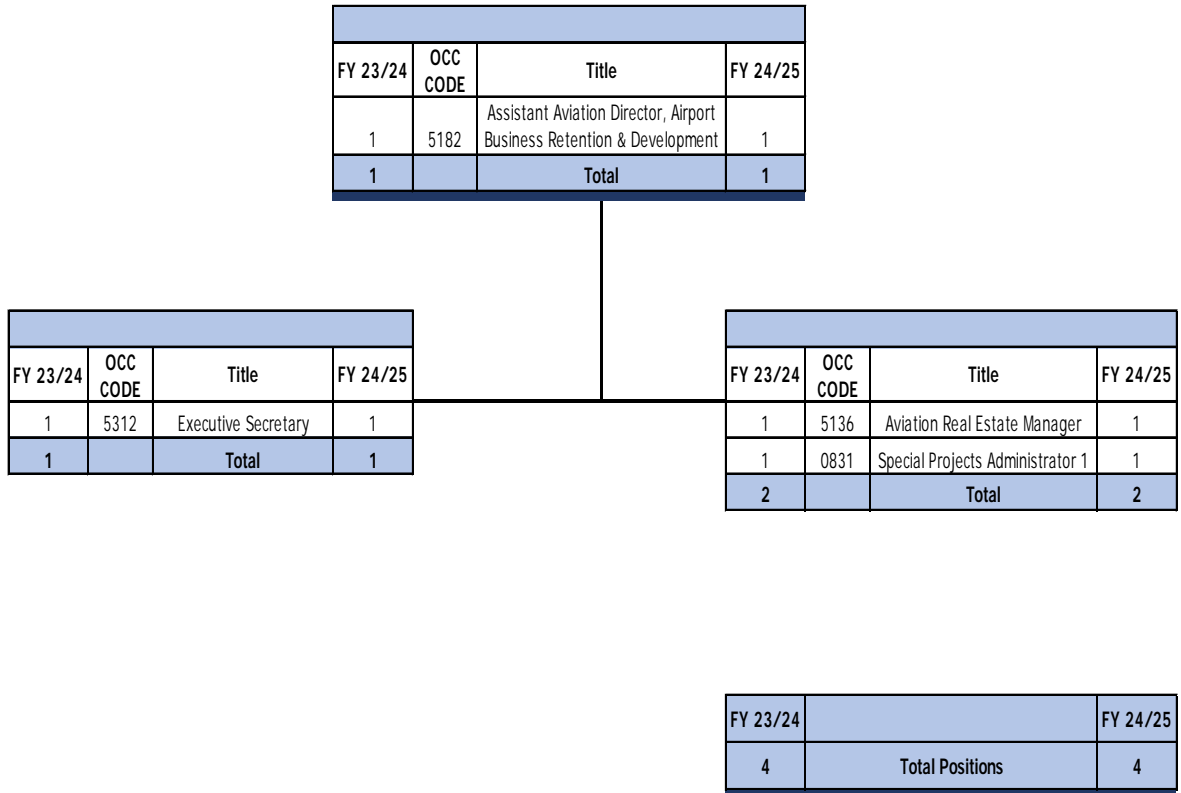 FY 23/24 OCC CODE Title FY 24/25
Assistant Aviation Director, Airport
1 5182 Business Retention & Development 1
1 Total 1
FY 23/24 OCC CODE Title FY 24/25
1 5312 Executive Secretary 1
1 Total 1
FY 23/24 OCC CODE Title FY 24/25
1 5136 Aviation Real Estate Manager 1
1 0831 Special Projects Administrator 1 1
2 Total 2
FY 23/24 FY 24/25
4 Total Positions 4